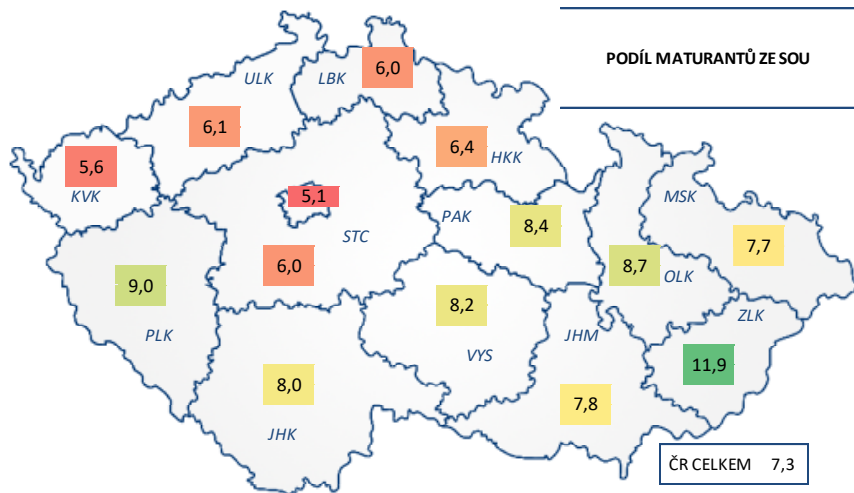 PODÍL MATURANTŮ ZE SOU
ULK
LBK
6,0
6,1
6,4
HKK
5,6
KVK
5,1
PAK
MSK
STC
8,4
7,7
6,0
8,7
OLK
9,0
8,2
ZLK
PLK
VYS
JHM
11,9
8,0
7,8
JHK
ČR CELKEM 7,3